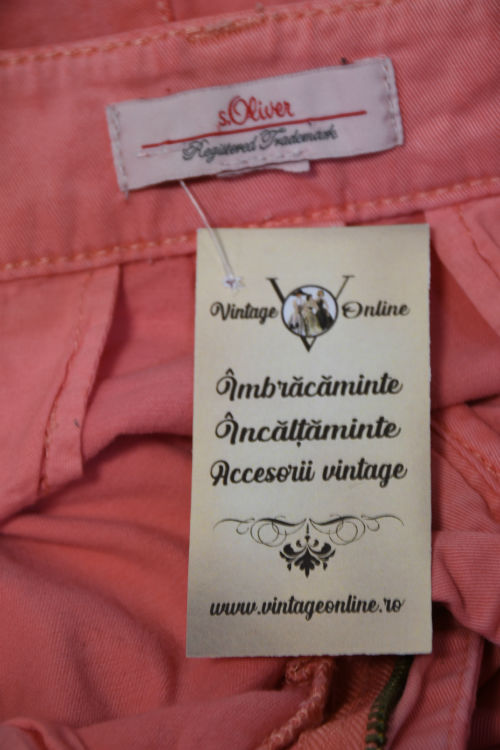 s.Oliver
Registered Trademark
Vintage V Online
Îmbrăcăminte
Încălțăminte
Accesorii vintage
www.vintageonline.ro